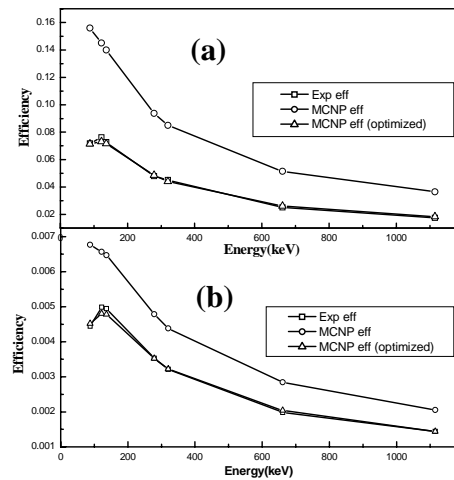 0.16
0.14
0.12
0.10
0.08
0.06
0.04
0.02
Efficiency
(a)
Exp eff
MCNP eff
MCNP eff (optimized)
0 200 400 600 800 1000
Energy(keV)
0.007
0.006
0.005
0.004
0.003
0.002
0.001
Efficiency
(b)
Exp eff
MCNP eff
MCNP eff (optimized)
0 200 400 600 800 1000
Energy(keV)